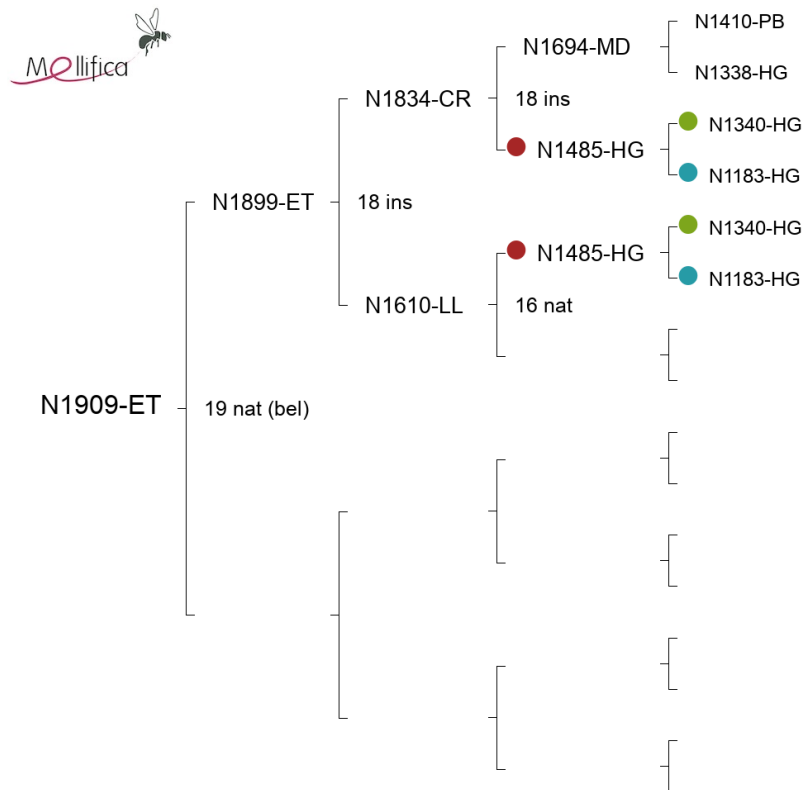 Mellifica
N1410-PB
N1694-MD
N1338-HG
N1834-CR
18 ins
N1340-HG
N1485-HG
N1183-HG
N1899-ET
18 ins
N1340-HG
N1485-HG
N1183-HG
N1610-LL
16 nat
N1909-ET
19 nat (bel)